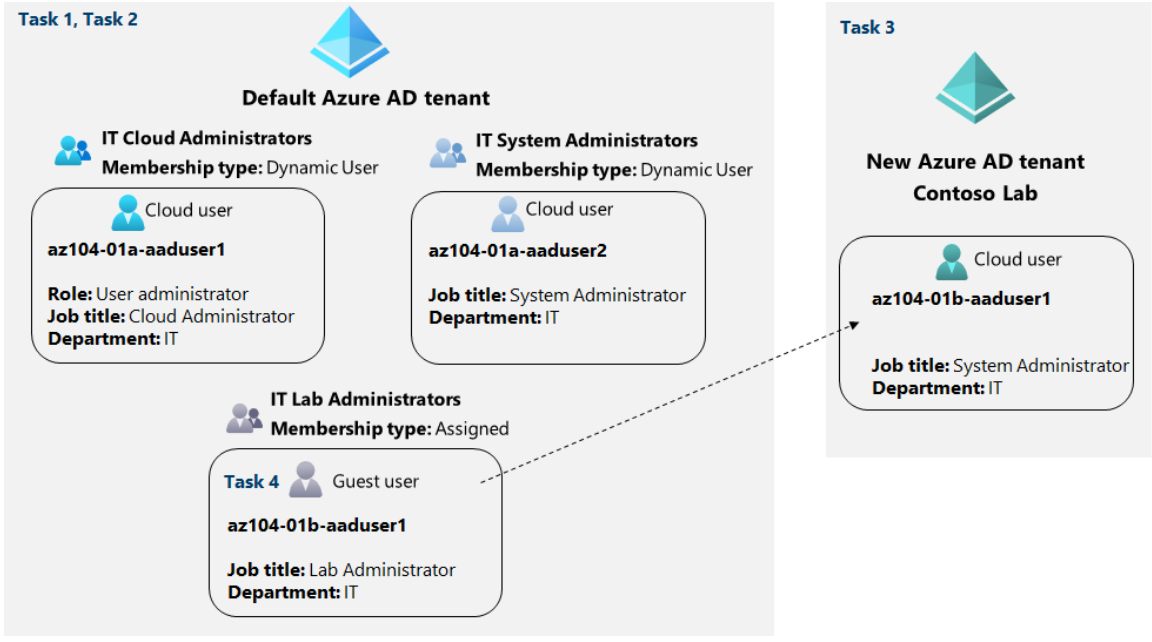 Task 1, Task 2
Default Azure AD tenant
IT Cloud Administrators
Membership type: Dynamic User
Cloud user
az104-01a-aaduser1
Role: User administrator
Job title: Cloud Administrator
Department: IT
IT System Administrators
Membership type: Dynamic User
Cloud user
az104-01a-aaduser2
Job title: System Administrator
Department: IT
IT Lab Administrators
Membership type: Assigned
Task 4
Guest user
az104-01b-aaduser1
Job title: Lab Administrator
Department: IT
Task 3
New Azure AD tenant
Contoso Lab
Cloud user
az104-01b-aaduser1
Job title: System Administrator
Department: IT